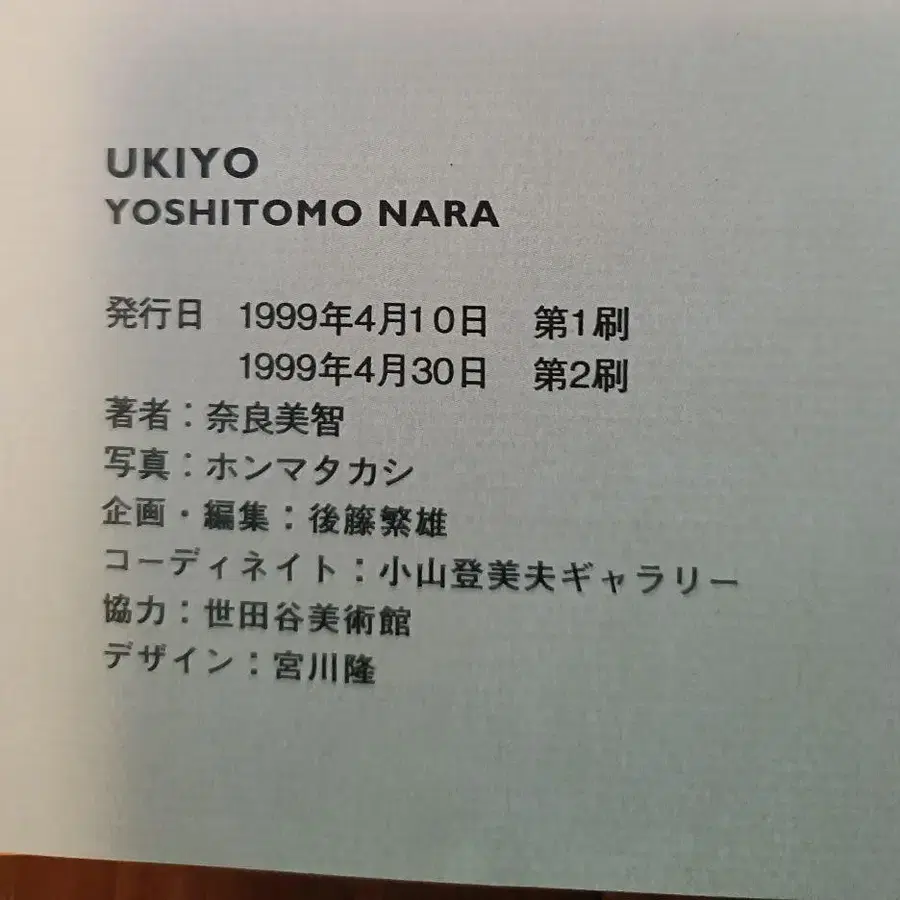 UKIYO
YOSHITOMO NARA
発行日 1999年4月10日 第1刷
1999年4月30日 第2刷
著者：奈良美智
写真：ホンマタカシ
企画・編集：後藤繁雄
コーディネイト：小山登美夫ギャラリー
協力：世田谷美術館
デザイン：宮川隆